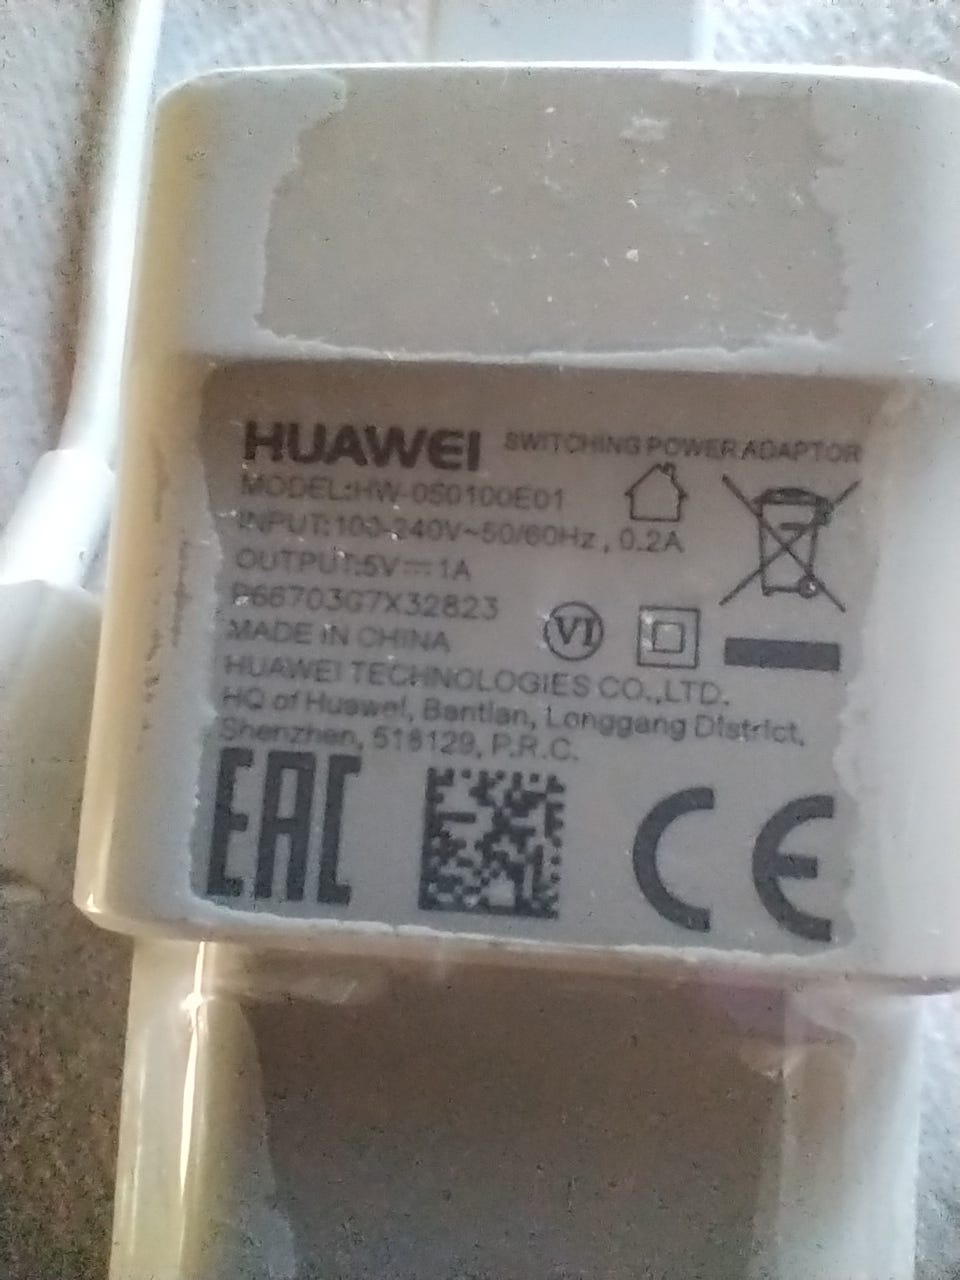 HUAWEI SWITCHING POWER ADAPTOR
MODEL:HW-050100E01
INPUT:100-240V~50/60Hz, 0.2A
OUTPUT:5V⎓1A
P66703G7X32823
MADE IN CHINA
VI
HUAWEI TECHNOLOGIES CO.,LTD.
HQ of Huawei, Bantian, Longgang District,
Shenzhen, 518129, P.R.C.
EAC CE